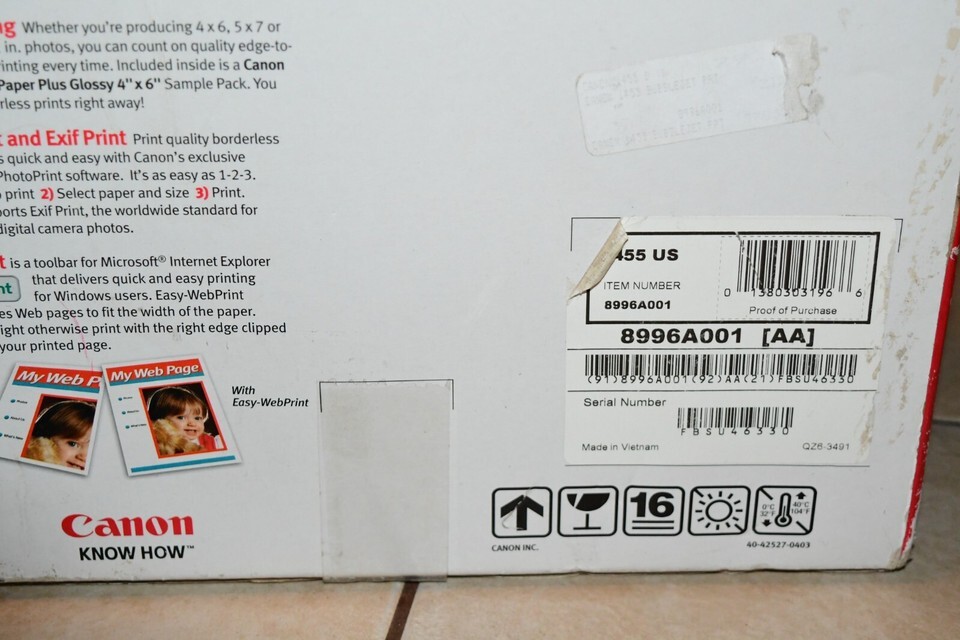 Whether you're producing 4 x 6, 5 x 7 or
in. photos, you can count on quality edge-to-
every time. Included inside is a Canon
Paper Plus Glossy 4" x 6" Sample Pack. You
prints right away!
and Exif Print Print quality borderless
quick and easy with Canon's exclusive
PhotoPrint software. It's as easy as 1-2-3.
print 2) Select paper and size 3) Print.
Exif Print, the worldwide standard for
digital camera photos.
is a toolbar for Microsoft® Internet Explorer
that delivers quick and easy printing
for Windows users. Easy-WebPrint
Web pages to fit the width of the paper.
otherwise print with the right edge clipped
your printed page.
My Web P
My Web Page
With
Easy-WebPrint
Canon
KNOW HOW™
455 US
ITEM NUMBER
8996A001
0 1380303196 6
Proof of Purchase
8996A001 [AA]
(91)8996A001(92)AA(21)FBSU46330
Serial Number
FBSU46330
Made in Vietnam
QZ6-3491
16
0°C
32°F
40°C
104°F
CANON INC.
40-42527-0403